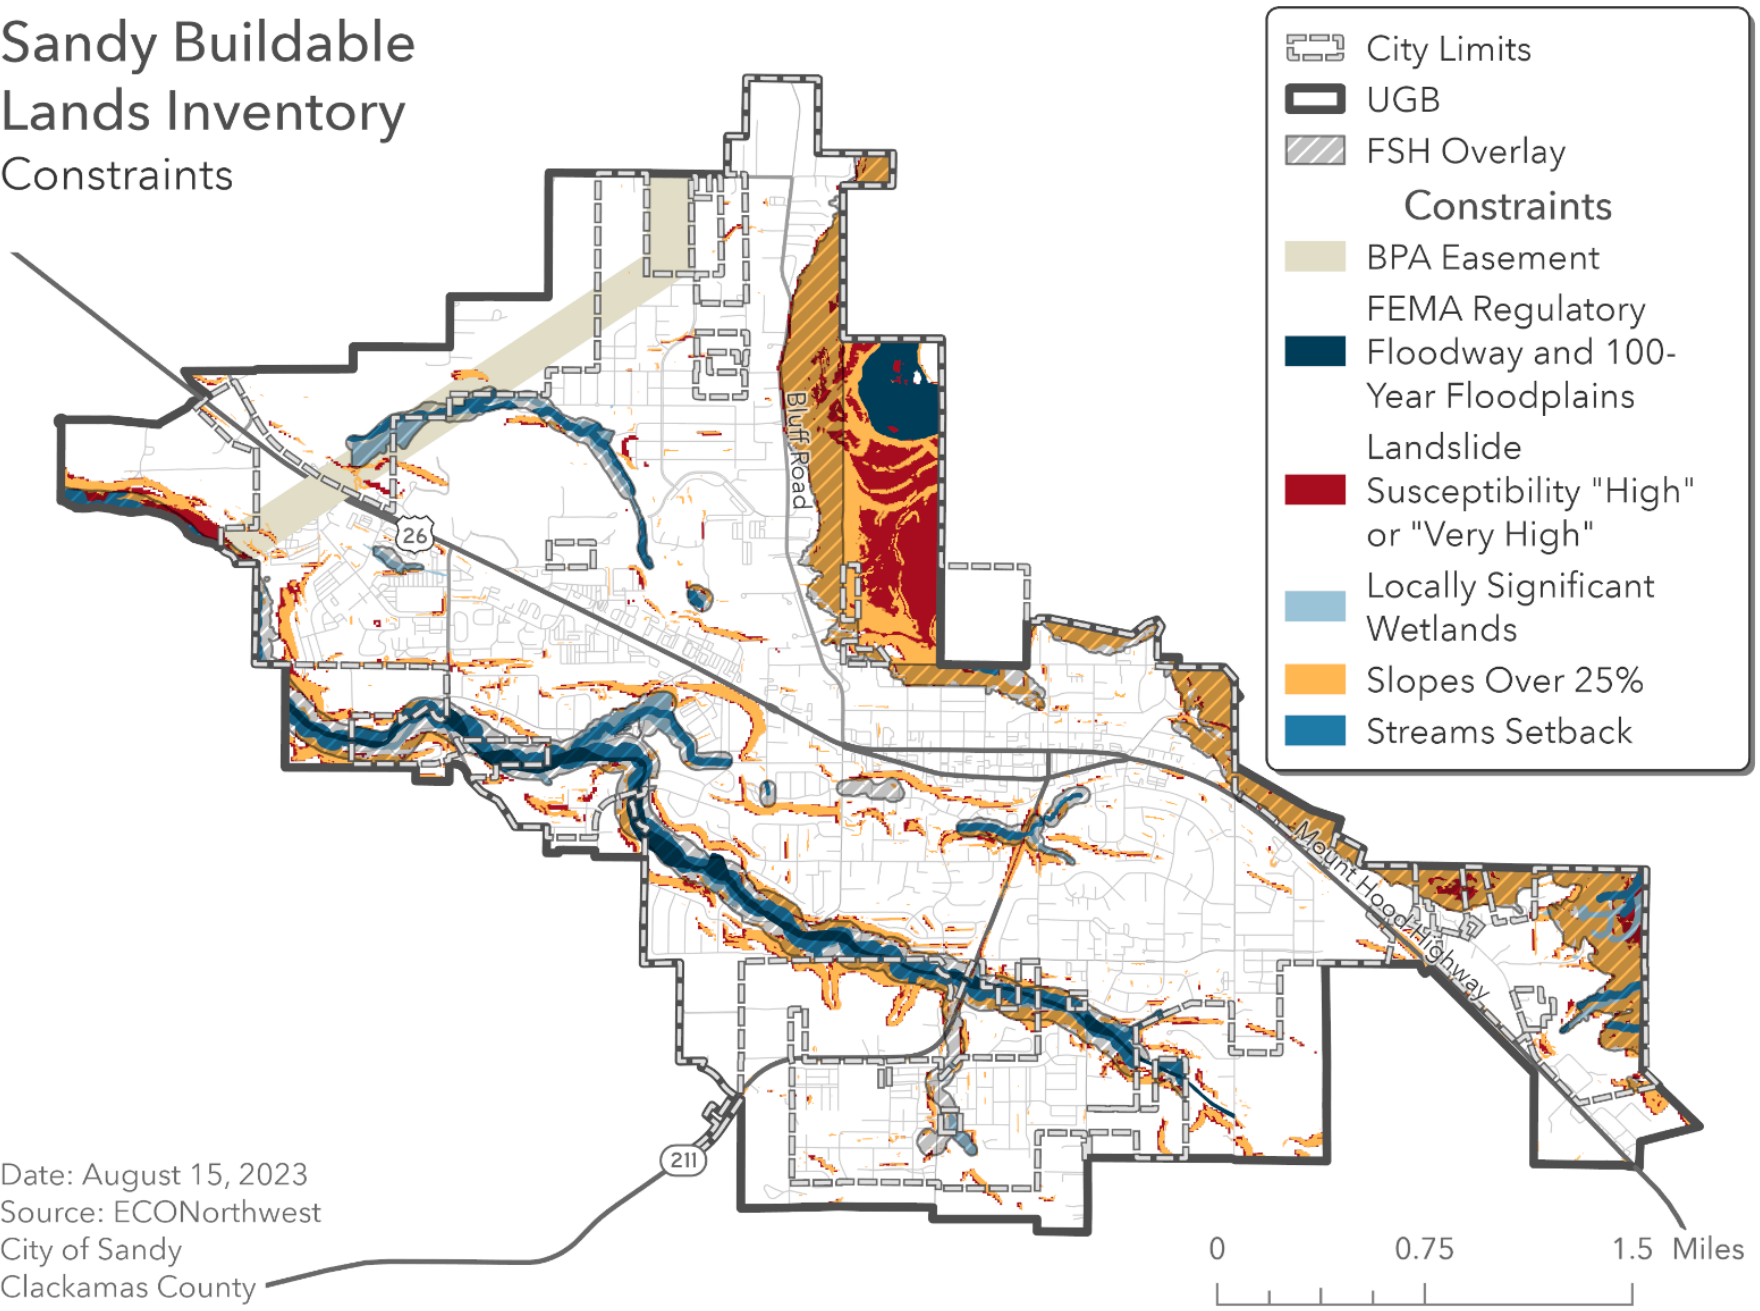 Sandy Buildable
Lands Inventory
Constraints
City Limits
UGB
FSH Overlay
Constraints
BPA Easement
FEMA Regulatory
Floodway and 100-
Year Floodplains
Landslide
Susceptibility "High"
or "Very High"
Locally Significant
Wetlands
Slopes Over 25%
Streams Setback
Bluff Road
26
Mount Hood Highway
211
Date: August 15, 2023
Source: ECONorthwest
City of Sandy
Clackamas County
0 0.75 1.5 Miles